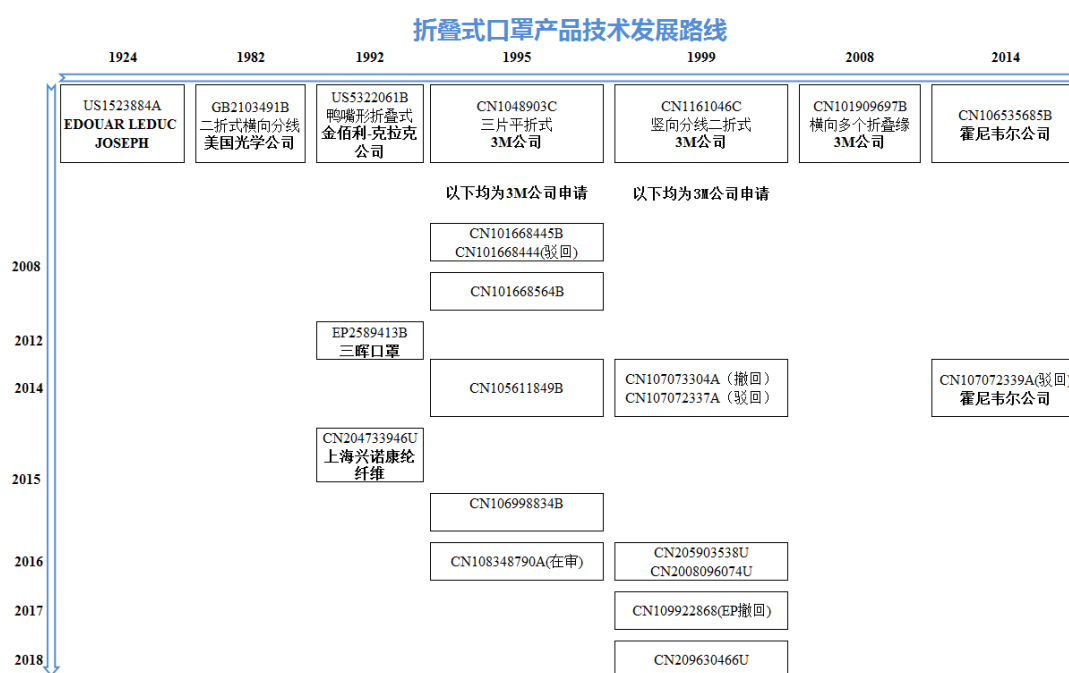 折叠式口罩产品技术发展路线
1924
1982
1992
1995
1999
2008
2014
US1523884A
EDOUAR LEDUC
JOSEPH
GB2103491B
二折式横向分线
美国光学公司
US5322061B
鸭嘴形折叠式
金佰利-克拉克
公司
CN1048903C
三片平折式
3M公司
CN1161046C
竖向分线二折式
3M公司
CN101909697B
横向多个折叠缘
3M公司
CN106535685B
霍尼韦尔公司
以下均为3M公司申请
以下均为3M公司申请
2008
CN101668445B
CN101668444(驳回)
CN101668564B
2012
EP2589413B
三晖口罩
2014
CN105611849B
CN107073304A（撤回）
CN107072337A（驳回）
CN107072339A(驳回)
霍尼韦尔公司
2015
CN204733946U
上海兴诺康纶
纤维
CN106998834B
2016
CN108348790A(在审)
CN205903538U
CN2008096074U
2017
CN109922868(EP撤回)
2018
CN209630466U